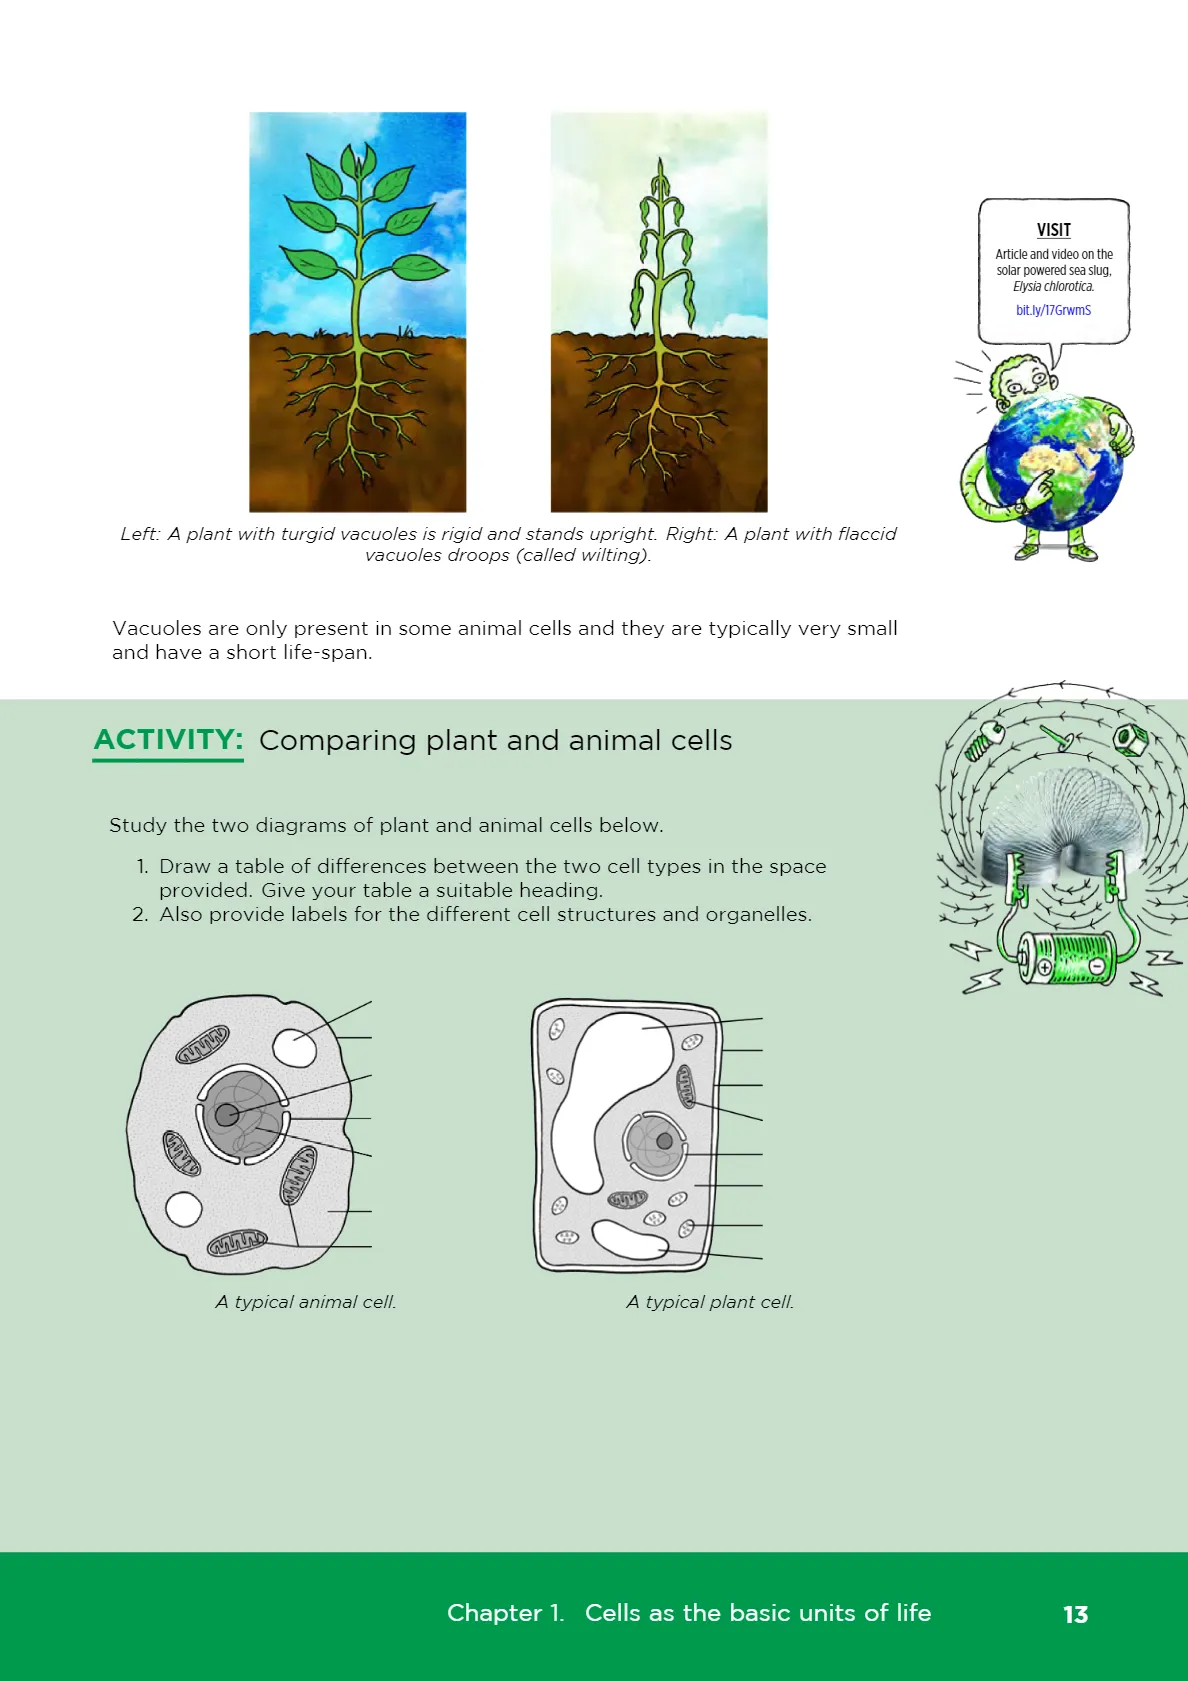 VISIT
Article and video on the
solar powered sea slug,
Elysia chlorotica.
bit.ly/17GrwmS
Left: A plant with turgid vacuoles is rigid and stands upright. Right: A plant with flaccid
vacuoles droops (called wilting).
Vacuoles are only present in some animal cells and they are typically very small
and have a short life-span.
ACTIVITY: Comparing plant and animal cells
Study the two diagrams of plant and animal cells below.
1. Draw a table of differences between the two cell types in the space
provided. Give your table a suitable heading.
2. Also provide labels for the different cell structures and organelles.
A typical animal cell.
A typical plant cell.
Chapter 1. Cells as the basic units of life
13